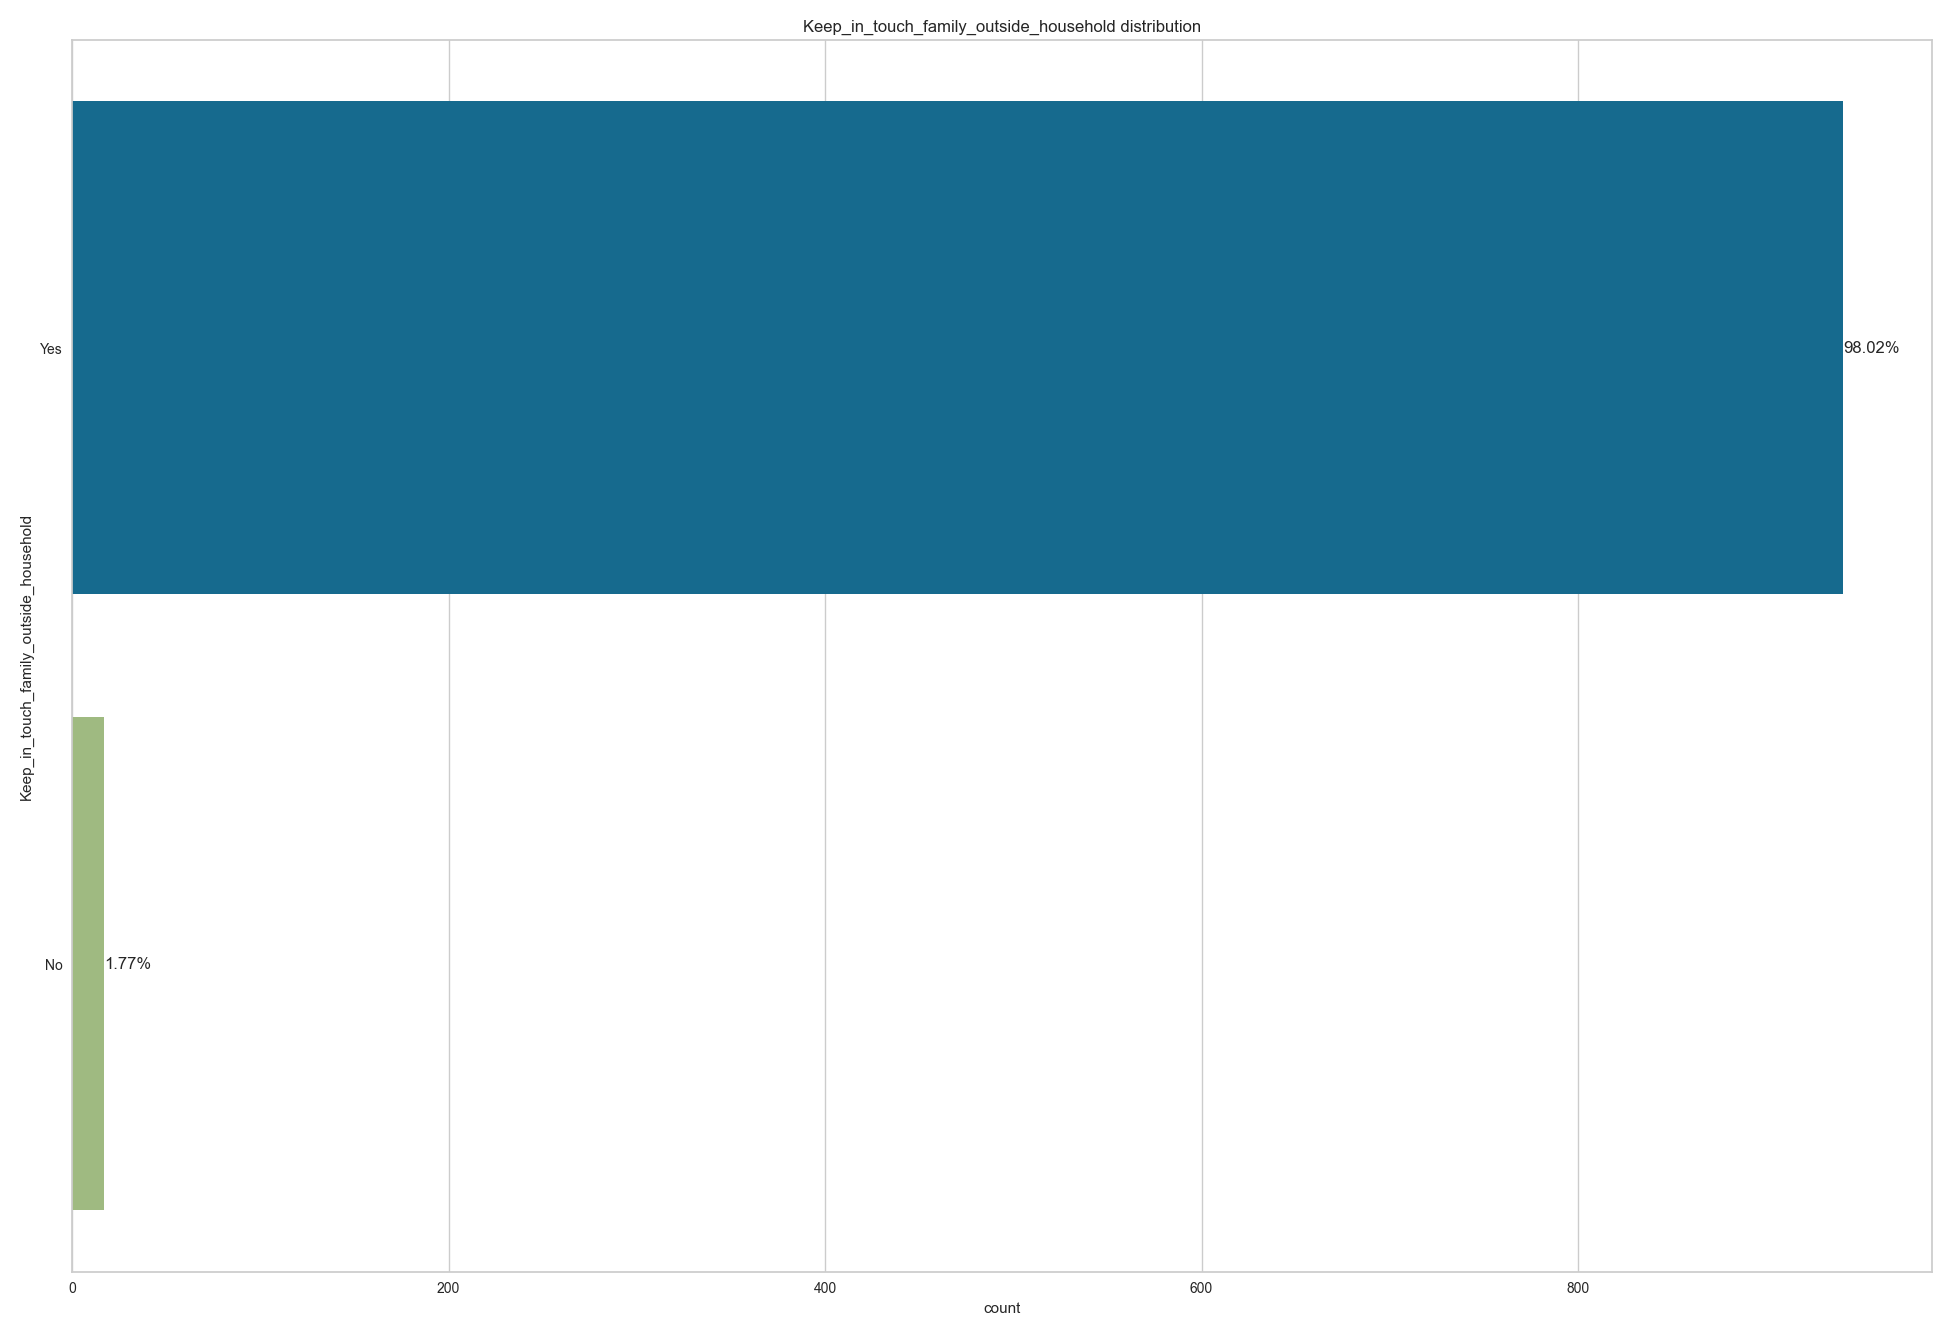 Keep_in_touch_family_outside_household distribution
Keep_in_touch_family_outside_household
Yes
98.02%
No
1.77%
0
200
400
600
800
count